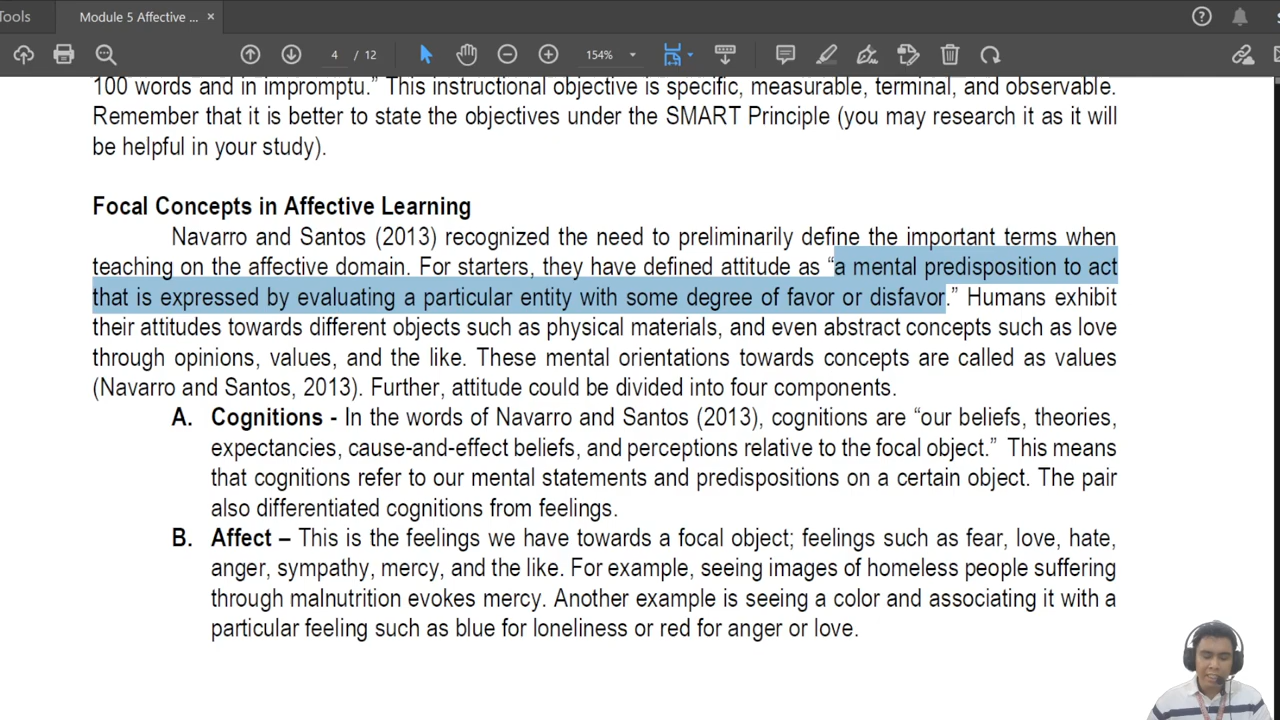 Tools
Module 5 Affective ... ×
4 / 12
154%
100 words and in impromptu.” This instructional objective is specific, measurable, terminal, and observable.
Remember that it is better to state the objectives under the SMART Principle (you may research it as it will
be helpful in your study).
Focal Concepts in Affective Learning
Navarro and Santos (2013) recognized the need to preliminarily define the important terms when
teaching on the affective domain. For starters, they have defined attitude as “a mental predisposition to act
that is expressed by evaluating a particular entity with some degree of favor or disfavor.” Humans exhibit
their attitudes towards different objects such as physical materials, and even abstract concepts such as love
through opinions, values, and the like. These mental orientations towards concepts are called as values
(Navarro and Santos, 2013). Further, attitude could be divided into four components.
A. Cognitions - In the words of Navarro and Santos (2013), cognitions are “our beliefs, theories,
expectancies, cause-and-effect beliefs, and perceptions relative to the focal object.” This means
that cognitions refer to our mental statements and predispositions on a certain object. The pair
also differentiated cognitions from feelings.
B. Affect – This is the feelings we have towards a focal object; feelings such as fear, love, hate,
anger, sympathy, mercy, and the like. For example, seeing images of homeless people suffering
through malnutrition evokes mercy. Another example is seeing a color and associating it with a
particular feeling such as blue for loneliness or red for anger or love.